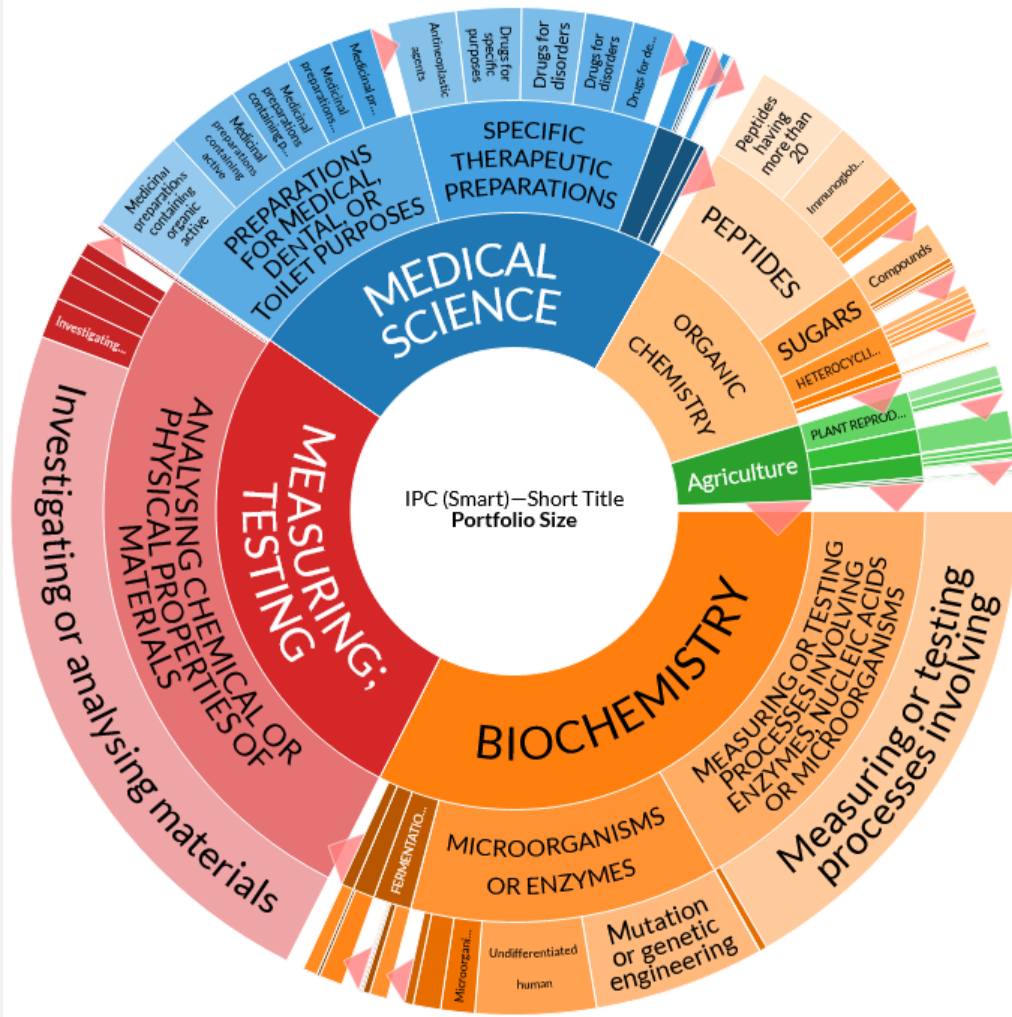 IPC (Smart)—Short Title
Portfolio Size
MEDICAL
SCIENCE
PREPARATIONS
FOR MEDICAL,
DENTAL OR
TOILET PURPOSES
SPECIFIC
THERAPEUTIC
PREPARATIONS
Medicinal
preparations
containing
organic
active
Medicinal
preparations
containing
active
Medicinal
preparations
containing p...
Medicinal
preparations...
Medicinal pr...
Antineoplastic
agents
Drugs for
specific
purposes
Drugs for
disorders
Drugs for
disorders
Drugs for de...
ORGANIC
CHEMISTRY
PEPTIDES
Peptides
having
more than
20
Immunoglob...
SUGARS
Compounds
HETEROCYCLI...
Agriculture
PLANT REPROD...
BIOCHEMISTRY
MEASURING OR TESTING
PROCESSES INVOLVING
ENZYMES, NUCLEIC ACIDS
OR MICROORGANISMS
Measuring or testing
processes involving
MICROORGANISMS
OR ENZYMES
Mutation
or genetic
engineering
Undifferentiated
human
Microorgani...
FERMENTATIO...
MEASURING;
TESTING
ANALYSING CHEMICAL OR
PHYSICAL PROPERTIES OF
MATERIALS
Investigating or analysing materials
Investigating...